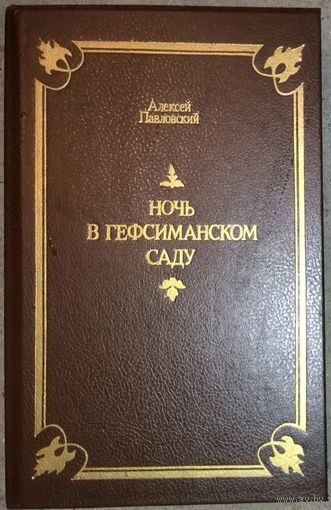 Алексей
Павловский
НОЧЬ
В ГЕФСИМАНСКОМ
САДУ